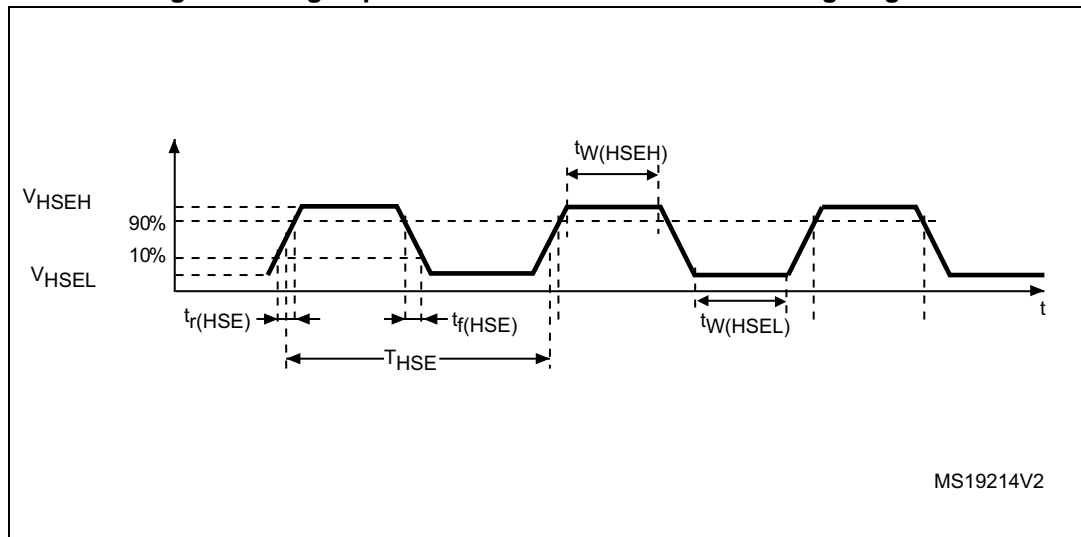 tW(HSEH)
VHSEH
90%
10%
VHSEL
tr(HSE)
tf(HSE)
tW(HSEL)
t
THSE
MS19214V2